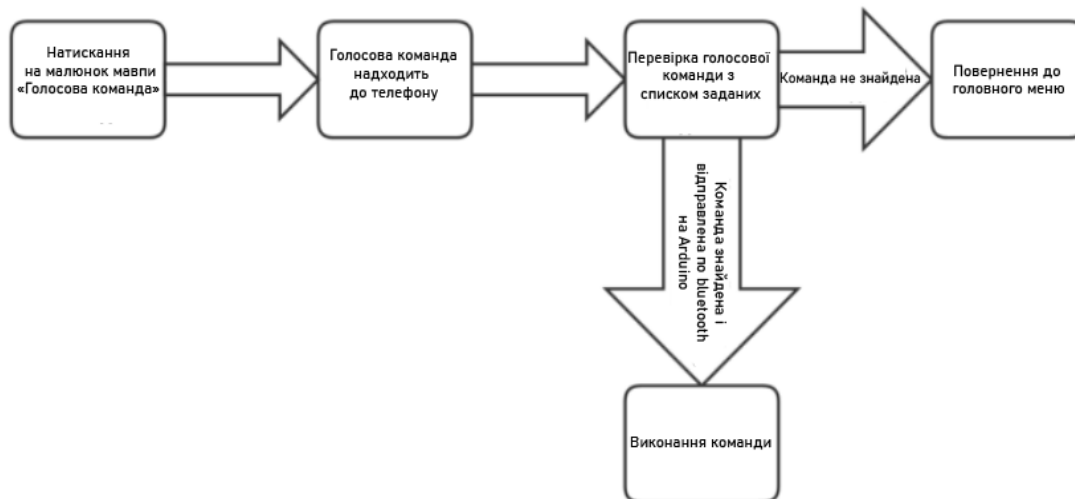 Натискання
на малюнок мавпи
«Голосова команда»
Голосова команда
надходить
до телефону
Перевірка голосової
команди з
списком заданих
Команда не знайдена
Повернення до
головного меню
Команда знайдена і
відправлена по bluetooth
на Arduino
Виконання команди